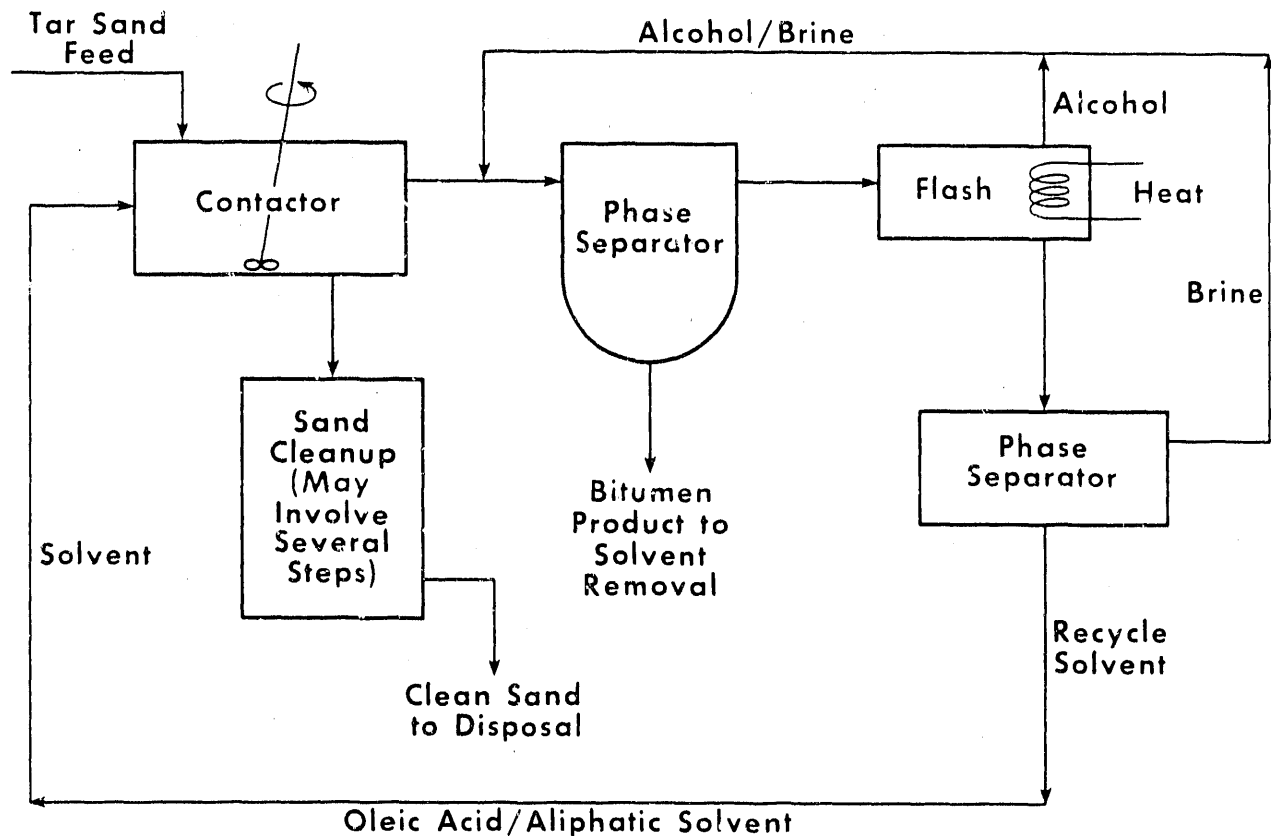 Tar Sand
Feed
Alcohol/Brine
Alcohol
Contactor
Phase
Separator
Flash
Heat
Brine
Sand
Cleanup
(May
Involve
Several
Steps)
Phase
Separator
Bitumen
Product to
Solvent
Removal
Solvent
Recycle
Solvent
Clean Sand
to Disposal
Oleic Acid/Aliphatic Solvent